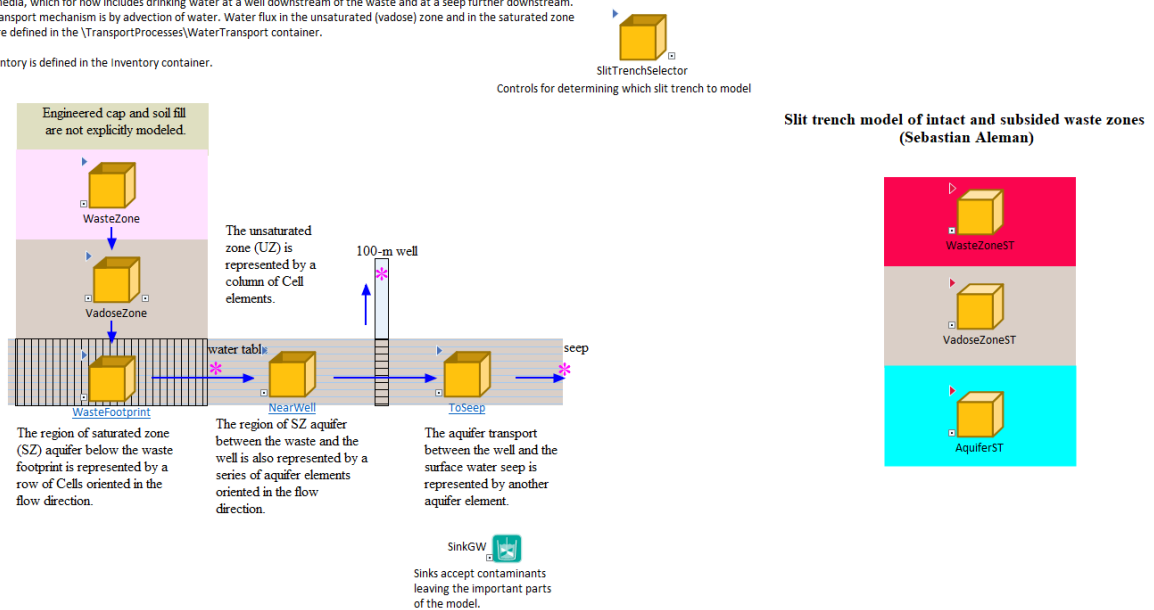 media, which for now includes drinking water at a well downstream of the waste and at a seep further downstream.
ransport mechanism is by advection of water. Water flux in the unsaturated (vadose) zone and in the saturated zone
re defined in the \TransportProcesses\WaterTransport container.
entory is defined in the Inventory container.
SlitTrenchSelector
Controls for determining which slit trench to model
Engineered cap and soil fill
are not explicitly modeled.
WasteZone
VadoseZone
The unsaturated
zone (UZ) is
represented by a
column of Cell
elements.
100-m well
water table
seep
WasteFootprint
NearWell
ToSeep
The region of saturated zone
(SZ) aquifer below the waste
footprint is represented by a
row of Cells oriented in the
flow direction.
The region of SZ aquifer
between the waste and the
well is also represented by a
series of aquifer elements
oriented in the flow
direction.
The aquifer transport
between the well and the
surface water seep is
represented by another
aquifer element.
SinkGW
Sinks accept contaminants
leaving the important parts
of the model.
Slit trench model of intact and subsided waste zones
(Sebastian Aleman)
WasteZoneST
VadoseZoneST
AquiferST